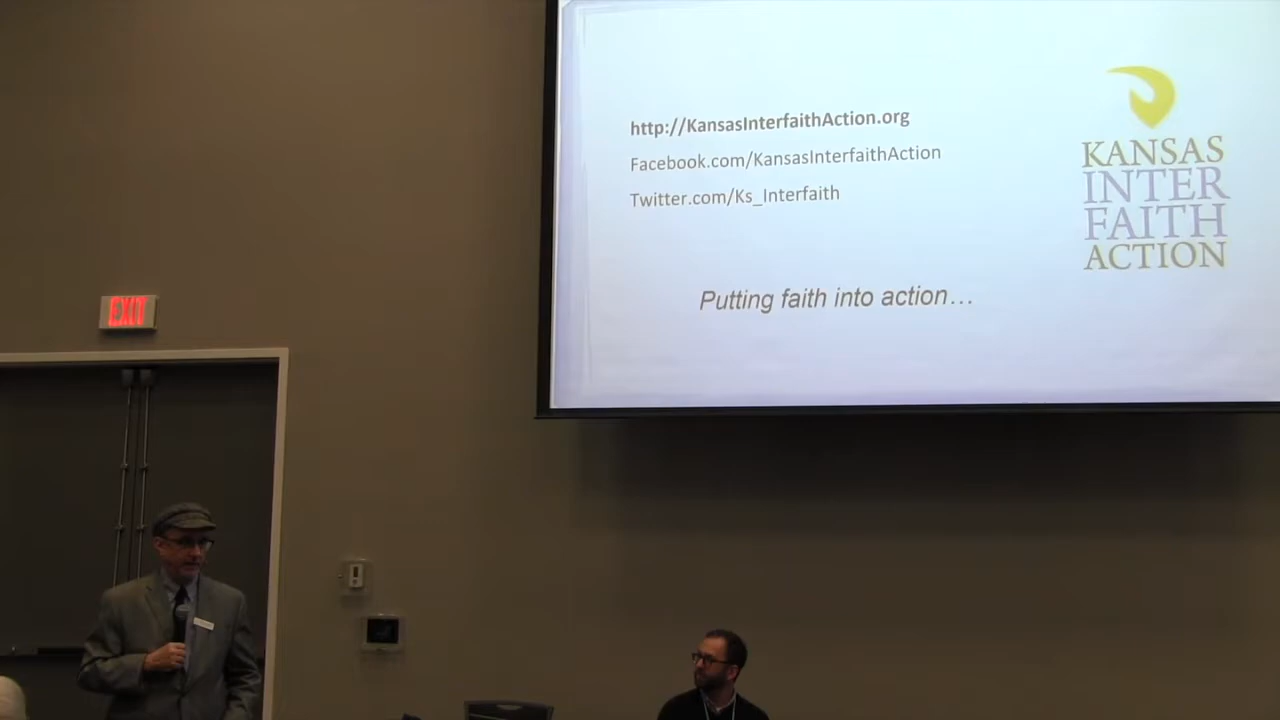 http://KansasInterfaithAction.org
Facebook.com/KansasInterfaithAction
Twitter.com/Ks_Interfaith
Putting faith into action…
KANSAS
INTER
FAITH
ACTION
EXIT